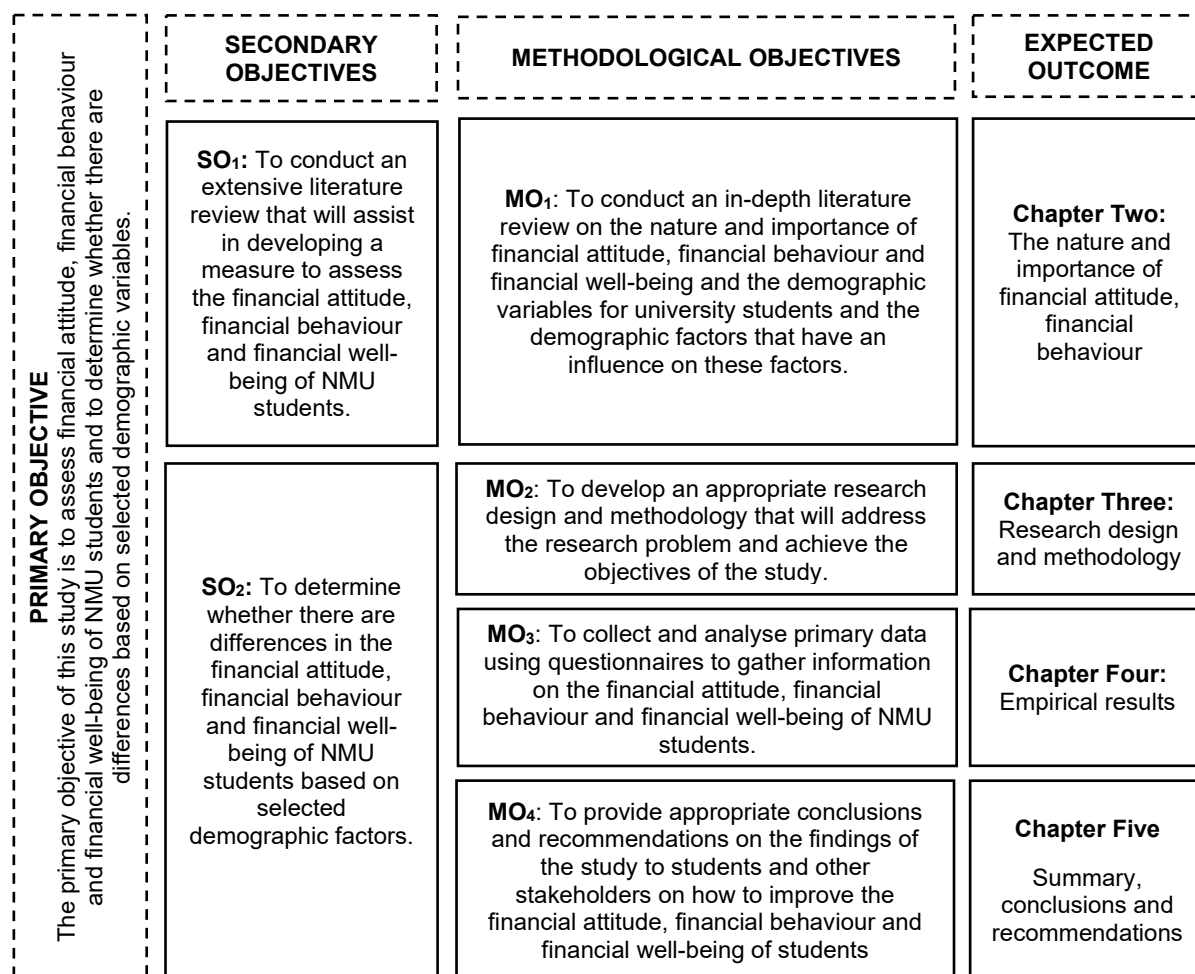 PRIMARY OBJECTIVE
The primary objective of this study is to assess financial attitude, financial behaviour
and financial well-being of NMU students and to determine whether there are
differences based on selected demographic variables.
SECONDARY
OBJECTIVES
METHODOLOGICAL OBJECTIVES
EXPECTED
OUTCOME
SO1: To conduct an
extensive literature
review that will assist
in developing a
measure to assess
the financial attitude,
financial behaviour
and financial well-
being of NMU
students.
MO1: To conduct an in-depth literature
review on the nature and importance of
financial attitude, financial behaviour and
financial well-being and the demographic
variables for university students and the
demographic factors that have an
influence on these factors.
Chapter Two:
The nature and
importance of
financial attitude,
financial
behaviour
SO2: To determine
whether there are
differences in the
financial attitude,
financial behaviour
and financial well-
being of NMU
students based on
selected
demographic factors.
MO2: To develop an appropriate research
design and methodology that will address
the research problem and achieve the
objectives of the study.
Chapter Three:
Research design
and methodology
MO3: To collect and analyse primary data
using questionnaires to gather information
on the financial attitude, financial
behaviour and financial well-being of NMU
students.
Chapter Four:
Empirical results
MO4: To provide appropriate conclusions
and recommendations on the findings of
the study to students and other
stakeholders on how to improve the
financial attitude, financial behaviour and
financial well-being of students
Chapter Five
Summary,
conclusions and
recommendations